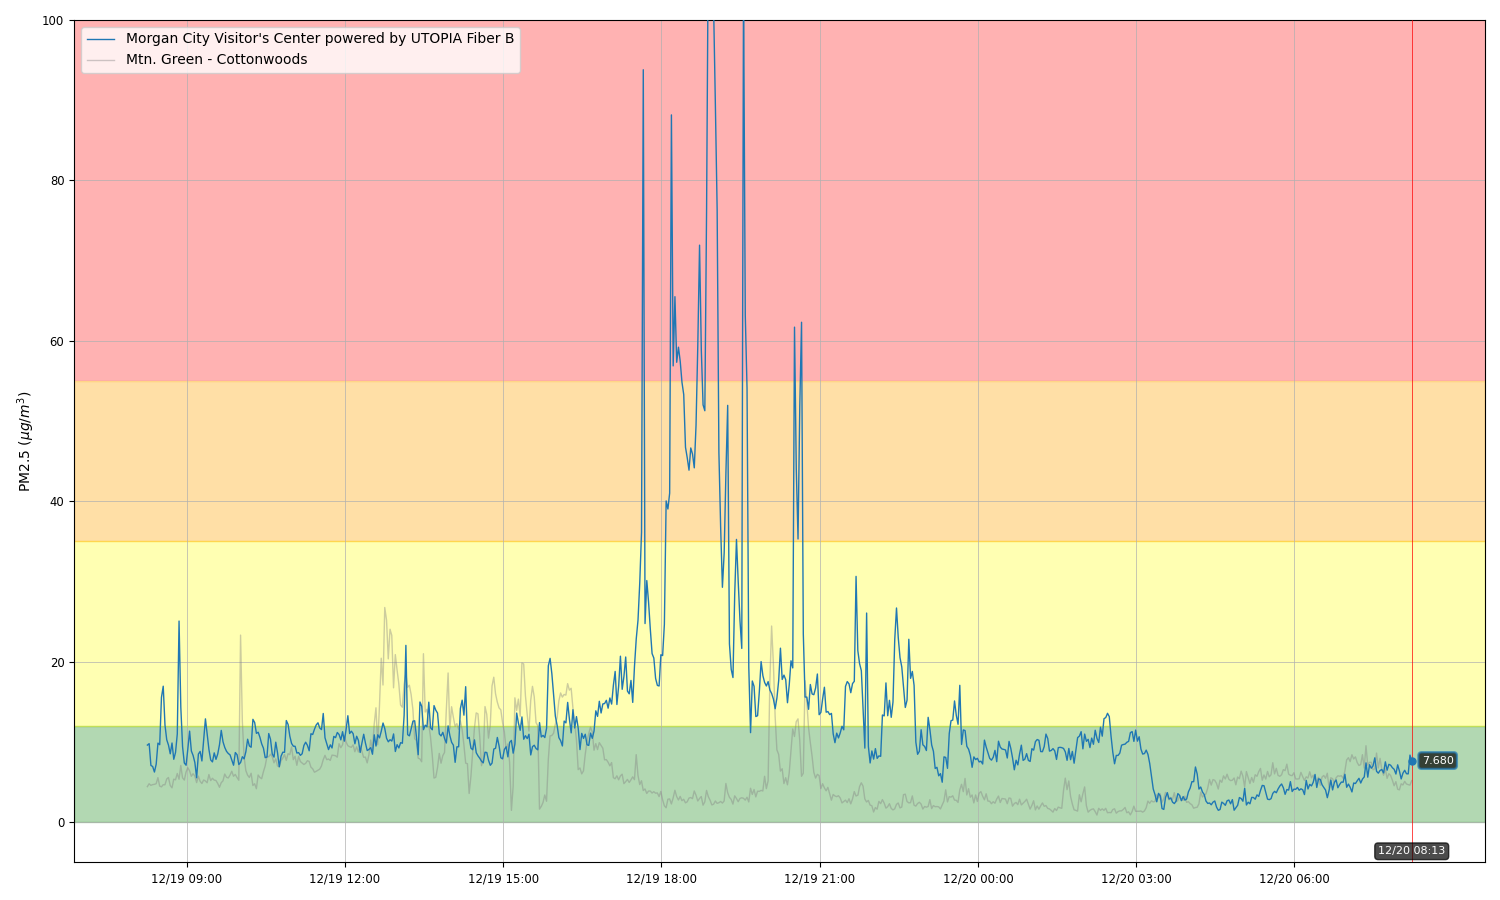 100
Morgan City Visitor's Center powered by UTOPIA Fiber B
Mtn. Green - Cottonwoods
80
60
PM2.5 (μg/m³)
40
20
7.680
0
12/20 08:13
12/19 09:00 12/19 12:00 12/19 15:00 12/19 18:00 12/19 21:00 12/20 00:00 12/20 03:00 12/20 06:00